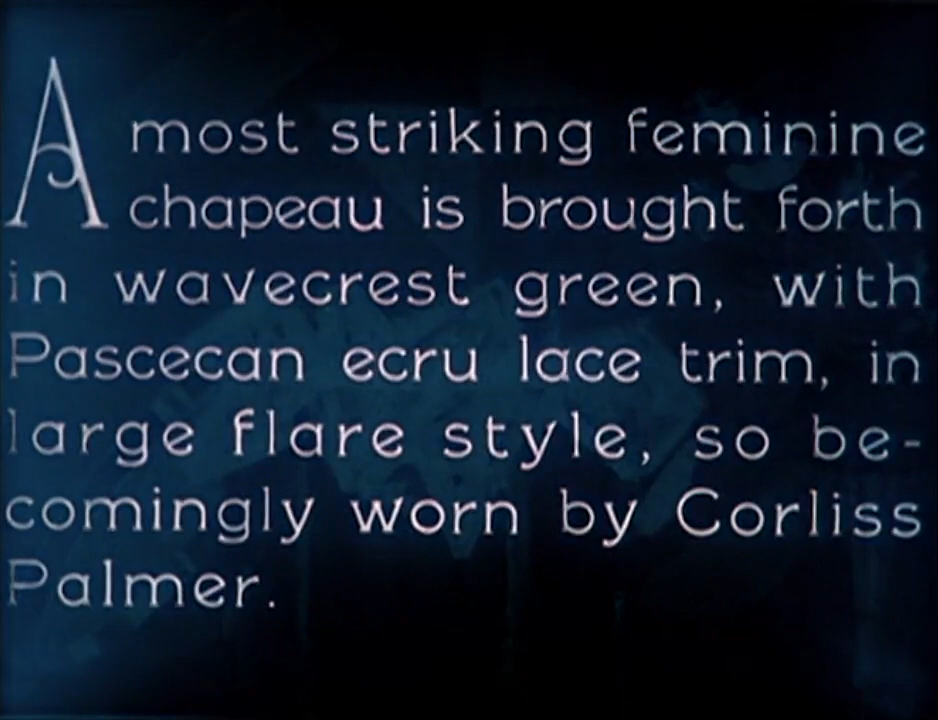 A most striking feminine
chapeau is brought forth
in wavecrest green, with
Pascecan ecru lace trim, in
large flare style, so be-
comingly worn by Corliss
Palmer.